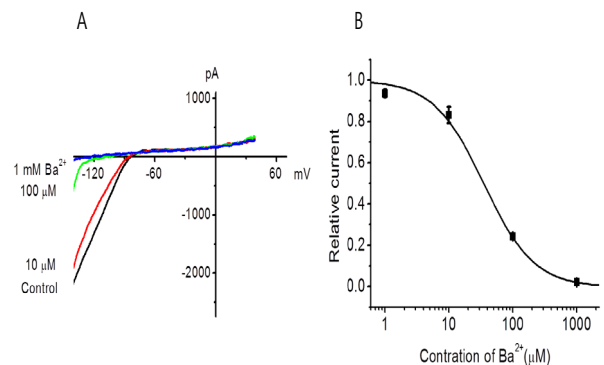 A
pA
1000
-120
-60
60
mV
-1000
-2000
1 mM Ba²⁺
100 μM
10 μM
Control
B
Relative current
1.0
0.8
0.6
0.4
0.2
0.0
1 10 100 1000
Contration of Ba²⁺(μM)